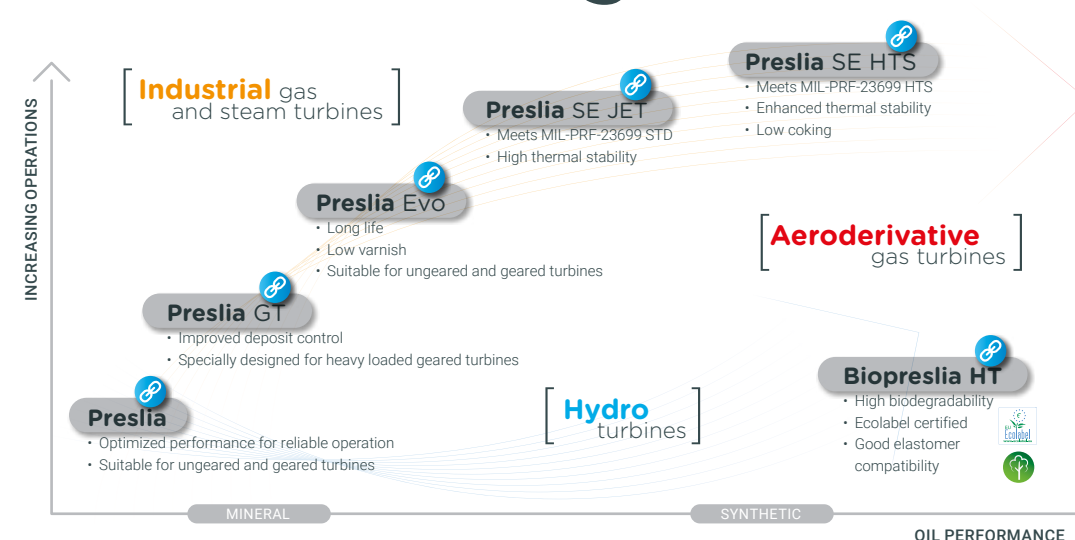 INCREASING OPERATIONS
Industrial gas
and steam turbines
Preslia SE HTS
• Meets MIL-PRF-23699 HTS
• Enhanced thermal stability
• Low coking
Preslia SE JET
• Meets MIL-PRF-23699 STD
• High thermal stability
Preslia Evo
• Long life
• Low varnish
• Suitable for ungeared and geared turbines
Aeroderivative
gas turbines
Preslia GT
• Improved deposit control
• Specially designed for heavy loaded geared turbines
Preslia
• Optimized performance for reliable operation
• Suitable for ungeared and geared turbines
Hydro
turbines
Biopreslia HT
• High biodegradability
• Ecolabel certified
• Good elastomer
compatibility
Ecolabel
MINERAL
SYNTHETIC
OIL PERFORMANCE